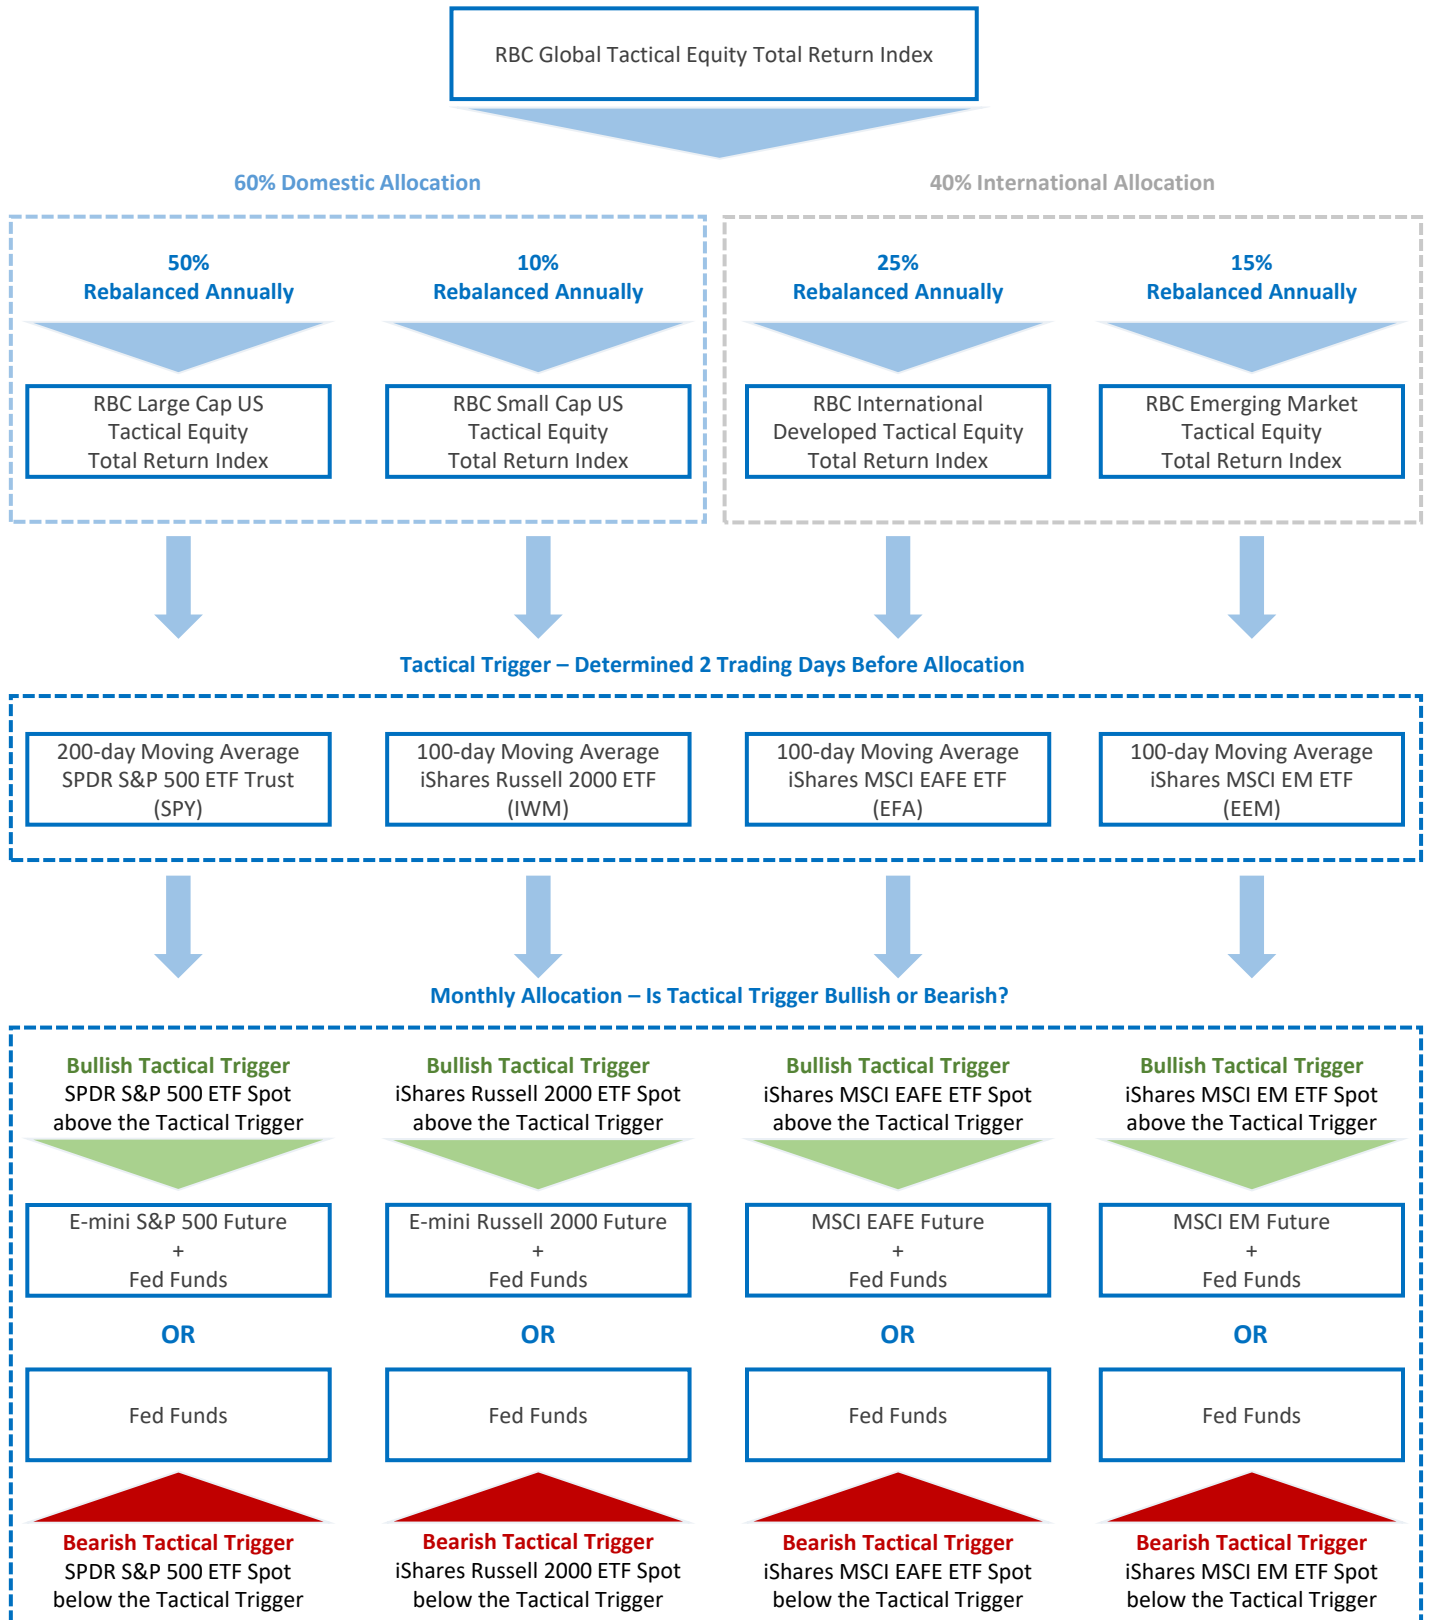 RBC Global Tactical Equity Total Return Index
60% Domestic Allocation
40% International Allocation
50%
Rebalanced Annually
10%
Rebalanced Annually
25%
Rebalanced Annually
15%
Rebalanced Annually
RBC Large Cap US
Tactical Equity
Total Return Index
RBC Small Cap US
Tactical Equity
Total Return Index
RBC International
Developed Tactical Equity
Total Return Index
RBC Emerging Market
Tactical Equity
Total Return Index
Tactical Trigger – Determined 2 Trading Days Before Allocation
200-day Moving Average
SPDR S&P 500 ETF Trust
(SPY)
100-day Moving Average
iShares Russell 2000 ETF
(IWM)
100-day Moving Average
iShares MSCI EAFE ETF
(EFA)
100-day Moving Average
iShares MSCI EM ETF
(EEM)
Monthly Allocation – Is Tactical Trigger Bullish or Bearish?
Bullish Tactical Trigger
SPDR S&P 500 ETF Spot
above the Tactical Trigger
Bullish Tactical Trigger
iShares Russell 2000 ETF Spot
above the Tactical Trigger
Bullish Tactical Trigger
iShares MSCI EAFE ETF Spot
above the Tactical Trigger
Bullish Tactical Trigger
iShares MSCI EM ETF Spot
above the Tactical Trigger
E-mini S&P 500 Future
+
Fed Funds
E-mini Russell 2000 Future
+
Fed Funds
MSCI EAFE Future
+
Fed Funds
MSCI EM Future
+
Fed Funds
OR
OR
OR
OR
Fed Funds
Fed Funds
Fed Funds
Fed Funds
Bearish Tactical Trigger
SPDR S&P 500 ETF Spot
below the Tactical Trigger
Bearish Tactical Trigger
iShares Russell 2000 ETF Spot
below the Tactical Trigger
Bearish Tactical Trigger
iShares MSCI EAFE ETF Spot
below the Tactical Trigger
Bearish Tactical Trigger
iShares MSCI EM ETF Spot
below the Tactical Trigger